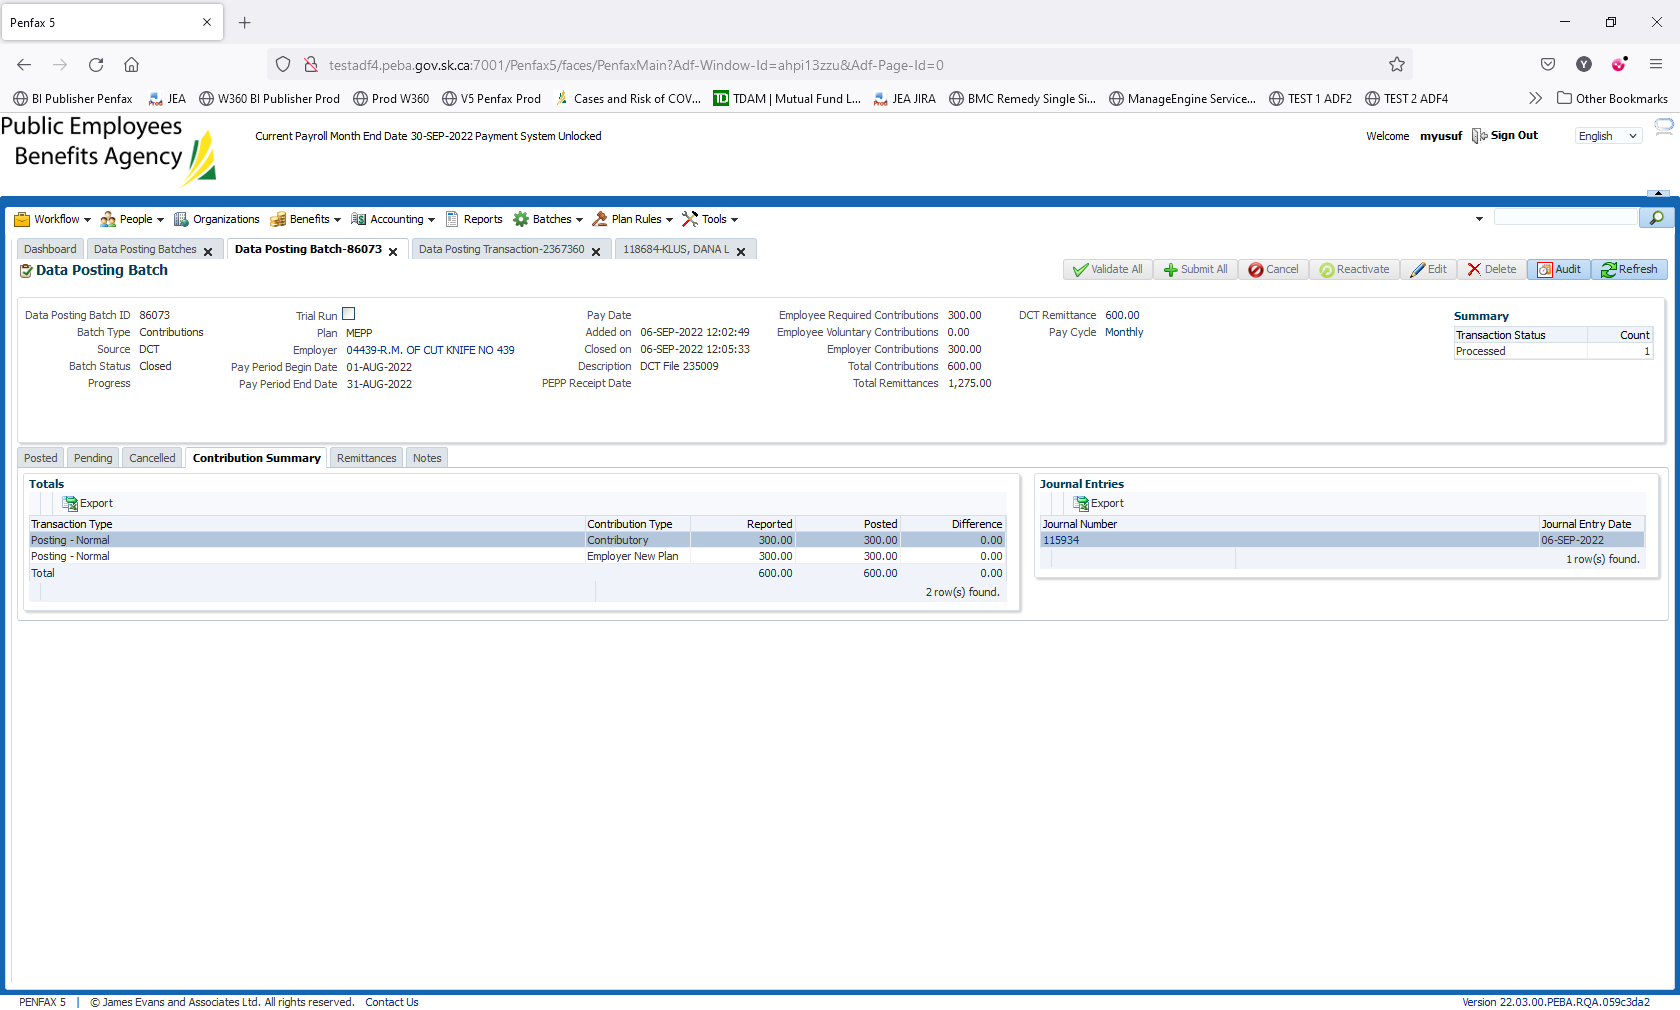 Penfax 5
testadf4.peba.gov.sk.ca:7001/Penfax5/faces/PenfaxMain?Adf-Window-Id=ahpi13zzu&Adf-Page-Id=0
BI Publisher Penfax JEA W360 BI Publisher Prod Prod W360 V5 Penfax Prod Cases and Risk of COV... TD TDAM | Mutual Fund L... JEA JIRA BMC Remedy Single Si... ManageEngine Service... TEST 1 ADF2 TEST 2 ADF4 Other Bookmarks
Public Employees
Benefits Agency
Current Payroll Month End Date 30-SEP-2022 Payment System Unlocked
Welcome myusuf Sign Out English
Workflow People Organizations Benefits Accounting Reports Batches Plan Rules Tools
Dashboard Data Posting Batches Data Posting Batch-86073 Data Posting Transaction-2367360 118684-KLUS, DANA L
Data Posting Batch
Validate All Submit All Cancel Reactivate Edit Delete Audit Refresh
Data Posting Batch ID 86073
Batch Type Contributions
Source DCT
Batch Status Closed
Progress
Trial Run
Plan MEPP
Employer 04439-R.M. OF CUT KNIFE NO 439
Pay Period Begin Date 01-AUG-2022
Pay Period End Date 31-AUG-2022
Pay Date
Added on 06-SEP-2022 12:02:49
Closed on 06-SEP-2022 12:05:33
Description DCT File 235009
PEPP Receipt Date
Employee Required Contributions 300.00
Employee Voluntary Contributions 0.00
Employer Contributions 300.00
Total Contributions 600.00
Total Remittances 1,275.00
DCT Remittance 600.00
Pay Cycle Monthly
Summary
Transaction Status Count
Processed 1
Posted Pending Cancelled Contribution Summary Remittances Notes
Totals
Export
Transaction Type Contribution Type Reported Posted Difference
Posting - Normal Contributory 300.00 300.00 0.00
Posting - Normal Employer New Plan 300.00 300.00 0.00
Total 600.00 600.00 0.00
2 row(s) found.
Journal Entries
Export
Journal Number Journal Entry Date
115934 06-SEP-2022
1 row(s) found.
PENFAX 5 | © James Evans and Associates Ltd. All rights reserved. Contact Us
Version 22.03.00.PEBA.RQA.059c3da2